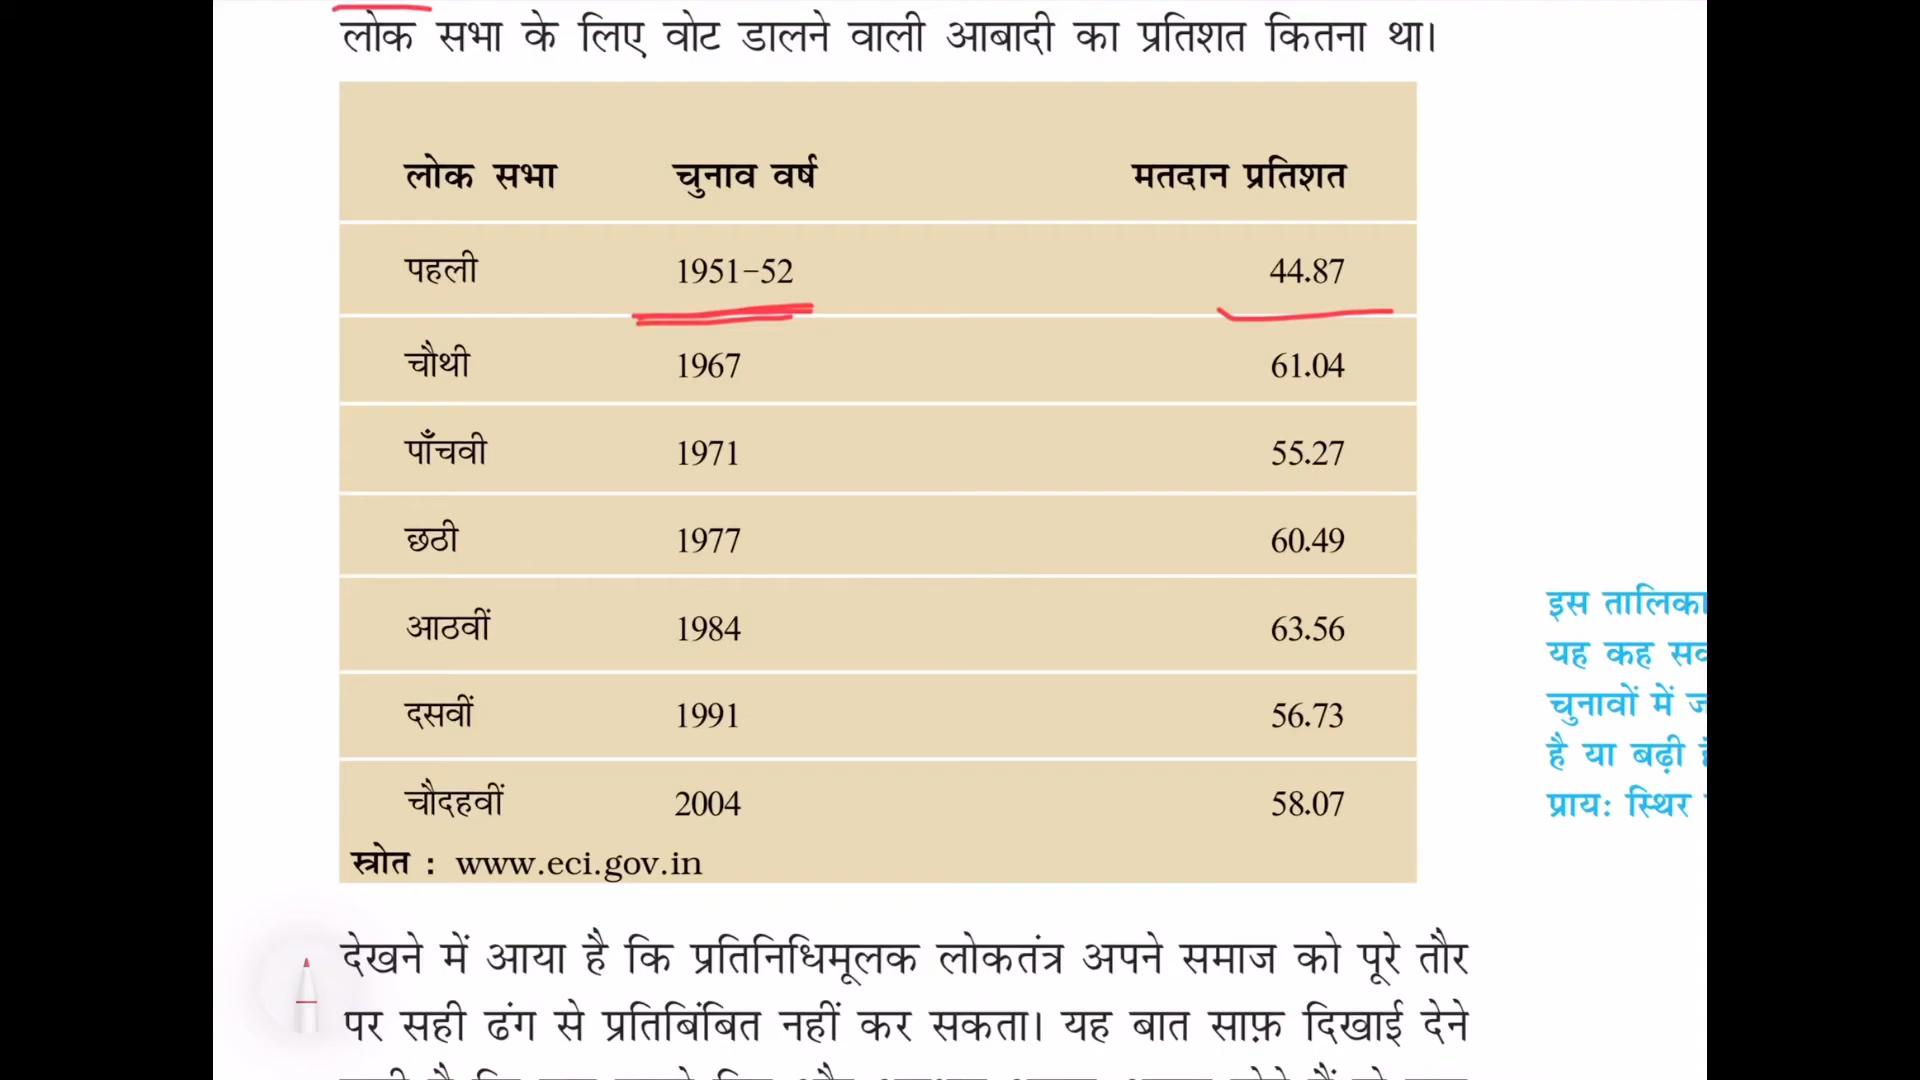 लोक सभा के लिए वोट डालने वाली आबादी का प्रतिशत कितना था।
लोक सभा चुनाव वर्ष मतदान प्रतिशत
पहली 1951-52 44.87
चौथी 1967 61.04
पाँचवी 1971 55.27
छठी 1977 60.49
आठवीं 1984 63.56
दसवीं 1991 56.73
चौदहवीं 2004 58.07
स्रोत : www.eci.gov.in
इस तालिका
यह कह
चुनावों में
है या बढ़ी
प्रायः स्थिर
देखने में आया है कि प्रतिनिधिमूलक लोकतंत्र अपने समाज को पूरे तौर
पर सही ढंग से प्रतिबिंबित नहीं कर सकता। यह बात साफ़ दिखाई देने